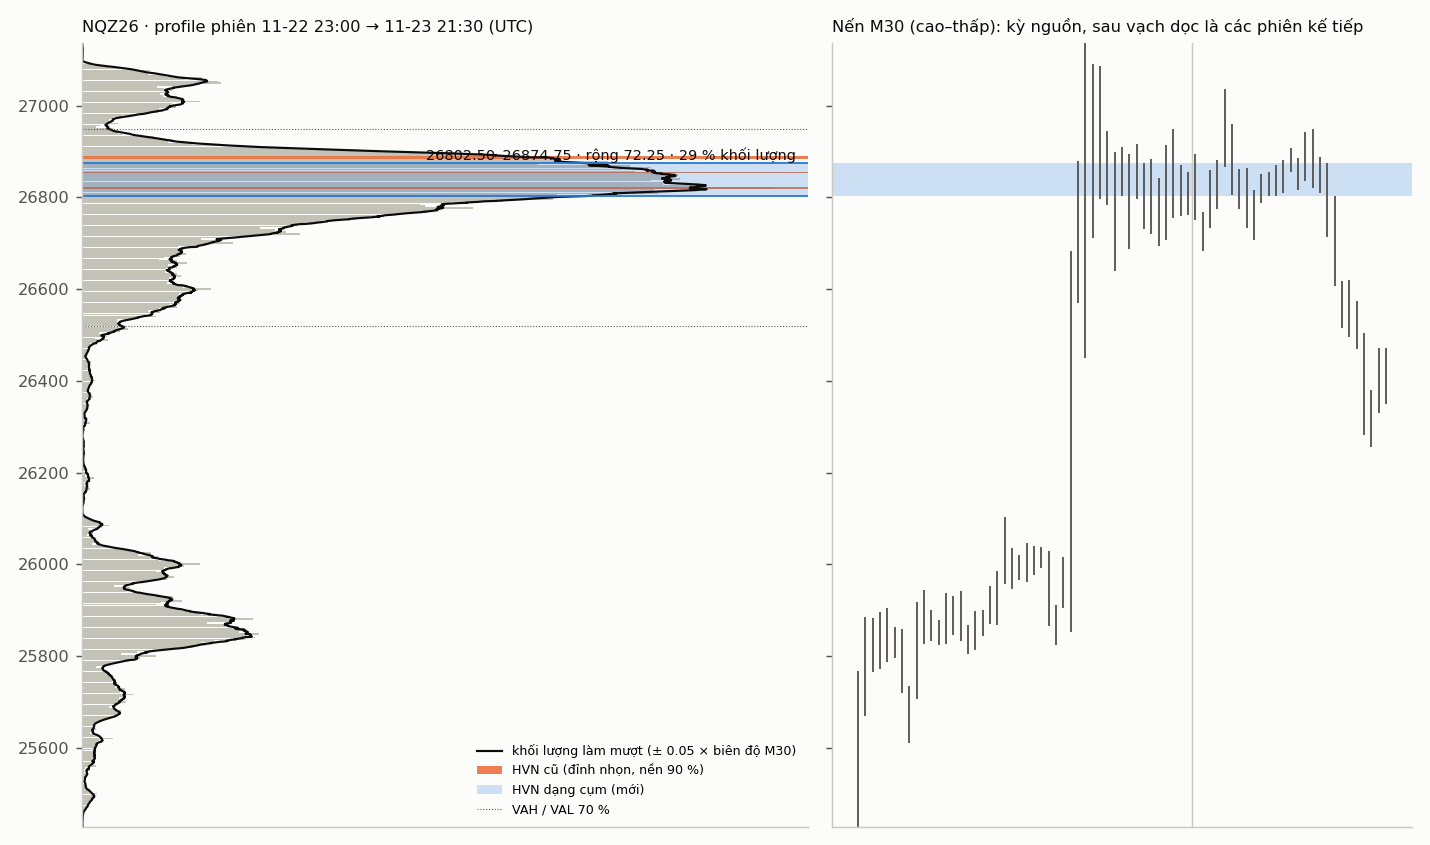 NQZ26 · profile phiên 11-22 23:00 → 11-23 21:30 (UTC)
Nến M30 (cao–thấp): kỳ nguồn, sau vạch dọc là các phiên kế tiếp
27000
26800
26600
26400
26200
26000
25800
25600
26802.50–26874.75 · rộng 72.25 · 29 % khối lượng
khối lượng làm mượt (± 0.05 × biên độ M30)
HVN cũ (đỉnh nhọn, nền 90 %)
HVN dạng cụm (mới)
VAH / VAL 70 %